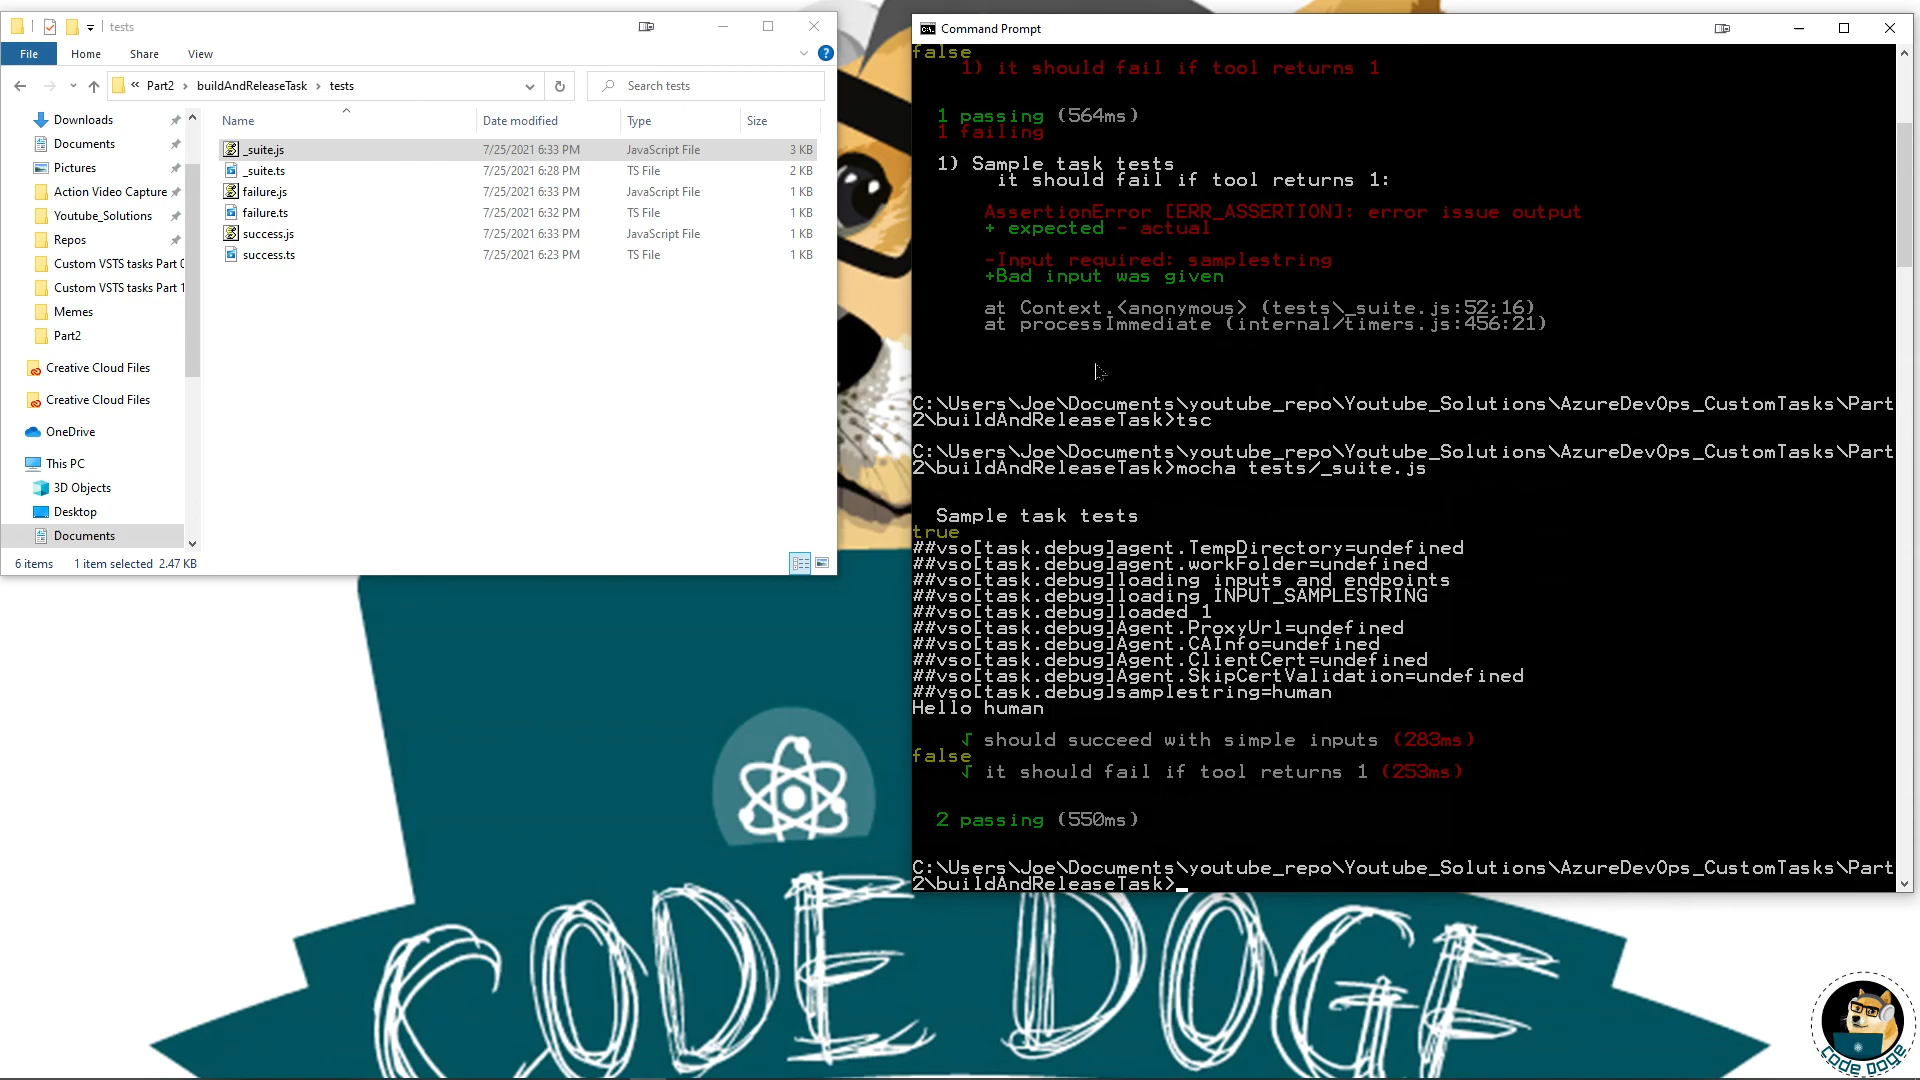 tests
File
Home
Share
View
« Part2 › buildAndReleaseTask › tests
Search tests
Name
Date modified
Type
Size
Downloads
Documents
Pictures
Action Video Capture
Youtube_Solutions
Repos
Custom VSTS tasks Part 0
Custom VSTS tasks Part 1
Memes
Part2
Creative Cloud Files
Creative Cloud Files
OneDrive
This PC
3D Objects
Desktop
Documents
_suite.js 7/25/2021 6:33 PM JavaScript File 3 KB
_suite.ts 7/25/2021 6:28 PM TS File 2 KB
failure.js 7/25/2021 6:33 PM JavaScript File 1 KB
failure.ts 7/25/2021 6:32 PM TS File 1 KB
success.js 7/25/2021 6:33 PM JavaScript File 1 KB
success.ts 7/25/2021 6:23 PM TS File 1 KB
6 items 1 item selected 2.47 KB
Command Prompt
false
1) it should fail if tool returns 1
1 passing (564ms)
1 failing
1) Sample task tests
it should fail if tool returns 1:
AssertionError [ERR_ASSERTION]: error issue output
+ expected - actual
-Input required: samplestring
+Bad input was given
at Context.<anonymous> (tests\_suite.js:52:16)
at processImmediate (internal/timers.js:456:21)
C:\Users\Joe\Documents\youtube_repo\Youtube_Solutions\AzureDevOps_CustomTasks\Part
2\buildAndReleaseTask>tsc
C:\Users\Joe\Documents\youtube_repo\Youtube_Solutions\AzureDevOps_CustomTasks\Part
2\buildAndReleaseTask>mocha tests/_suite.js
Sample task tests
true
##vso[task.debug]agent.TempDirectory=undefined
##vso[task.debug]agent.workFolder=undefined
##vso[task.debug]loading inputs and endpoints
##vso[task.debug]loading INPUT_SAMPLESTRING
##vso[task.debug]loaded 1
##vso[task.debug]Agent.ProxyUrl=undefined
##vso[task.debug]Agent.CAInfo=undefined
##vso[task.debug]Agent.ClientCert=undefined
##vso[task.debug]Agent.SkipCertValidation=undefined
##vso[task.debug]samplestring=human
Hello human
√ should succeed with simple inputs (283ms)
false
√ it should fail if tool returns 1 (253ms)
2 passing (550ms)
C:\Users\Joe\Documents\youtube_repo\Youtube_Solutions\AzureDevOps_CustomTasks\Part
2\buildAndReleaseTask>
CODE DOGE
Code Doge